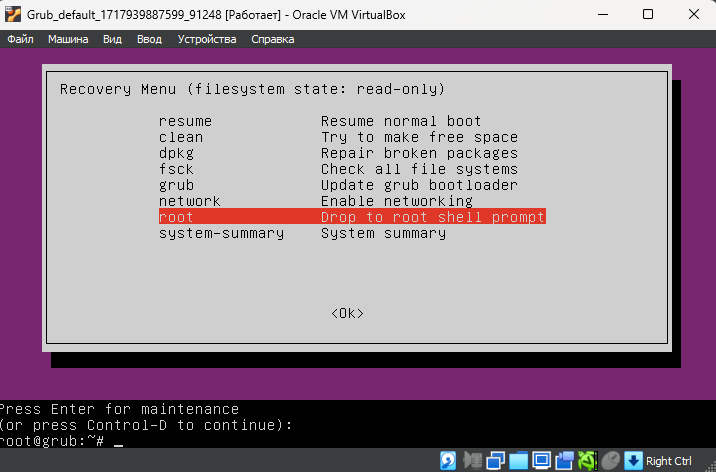 Grub_default_1717939887599_91248 [Работает] - Oracle VM VirtualBox
Файл Машина Вид Ввод Устройства Справка
Recovery Menu (filesystem state: read-only)
resume Resume normal boot
clean Try to make free space
dpkg Repair broken packages
fsck Check all file systems
grub Update grub bootloader
network Enable networking
root Drop to root shell prompt
system-summary System summary
<Ok>
Press Enter for maintenance
(or press Control-D to continue):
root@grub:~# _
Right Ctrl